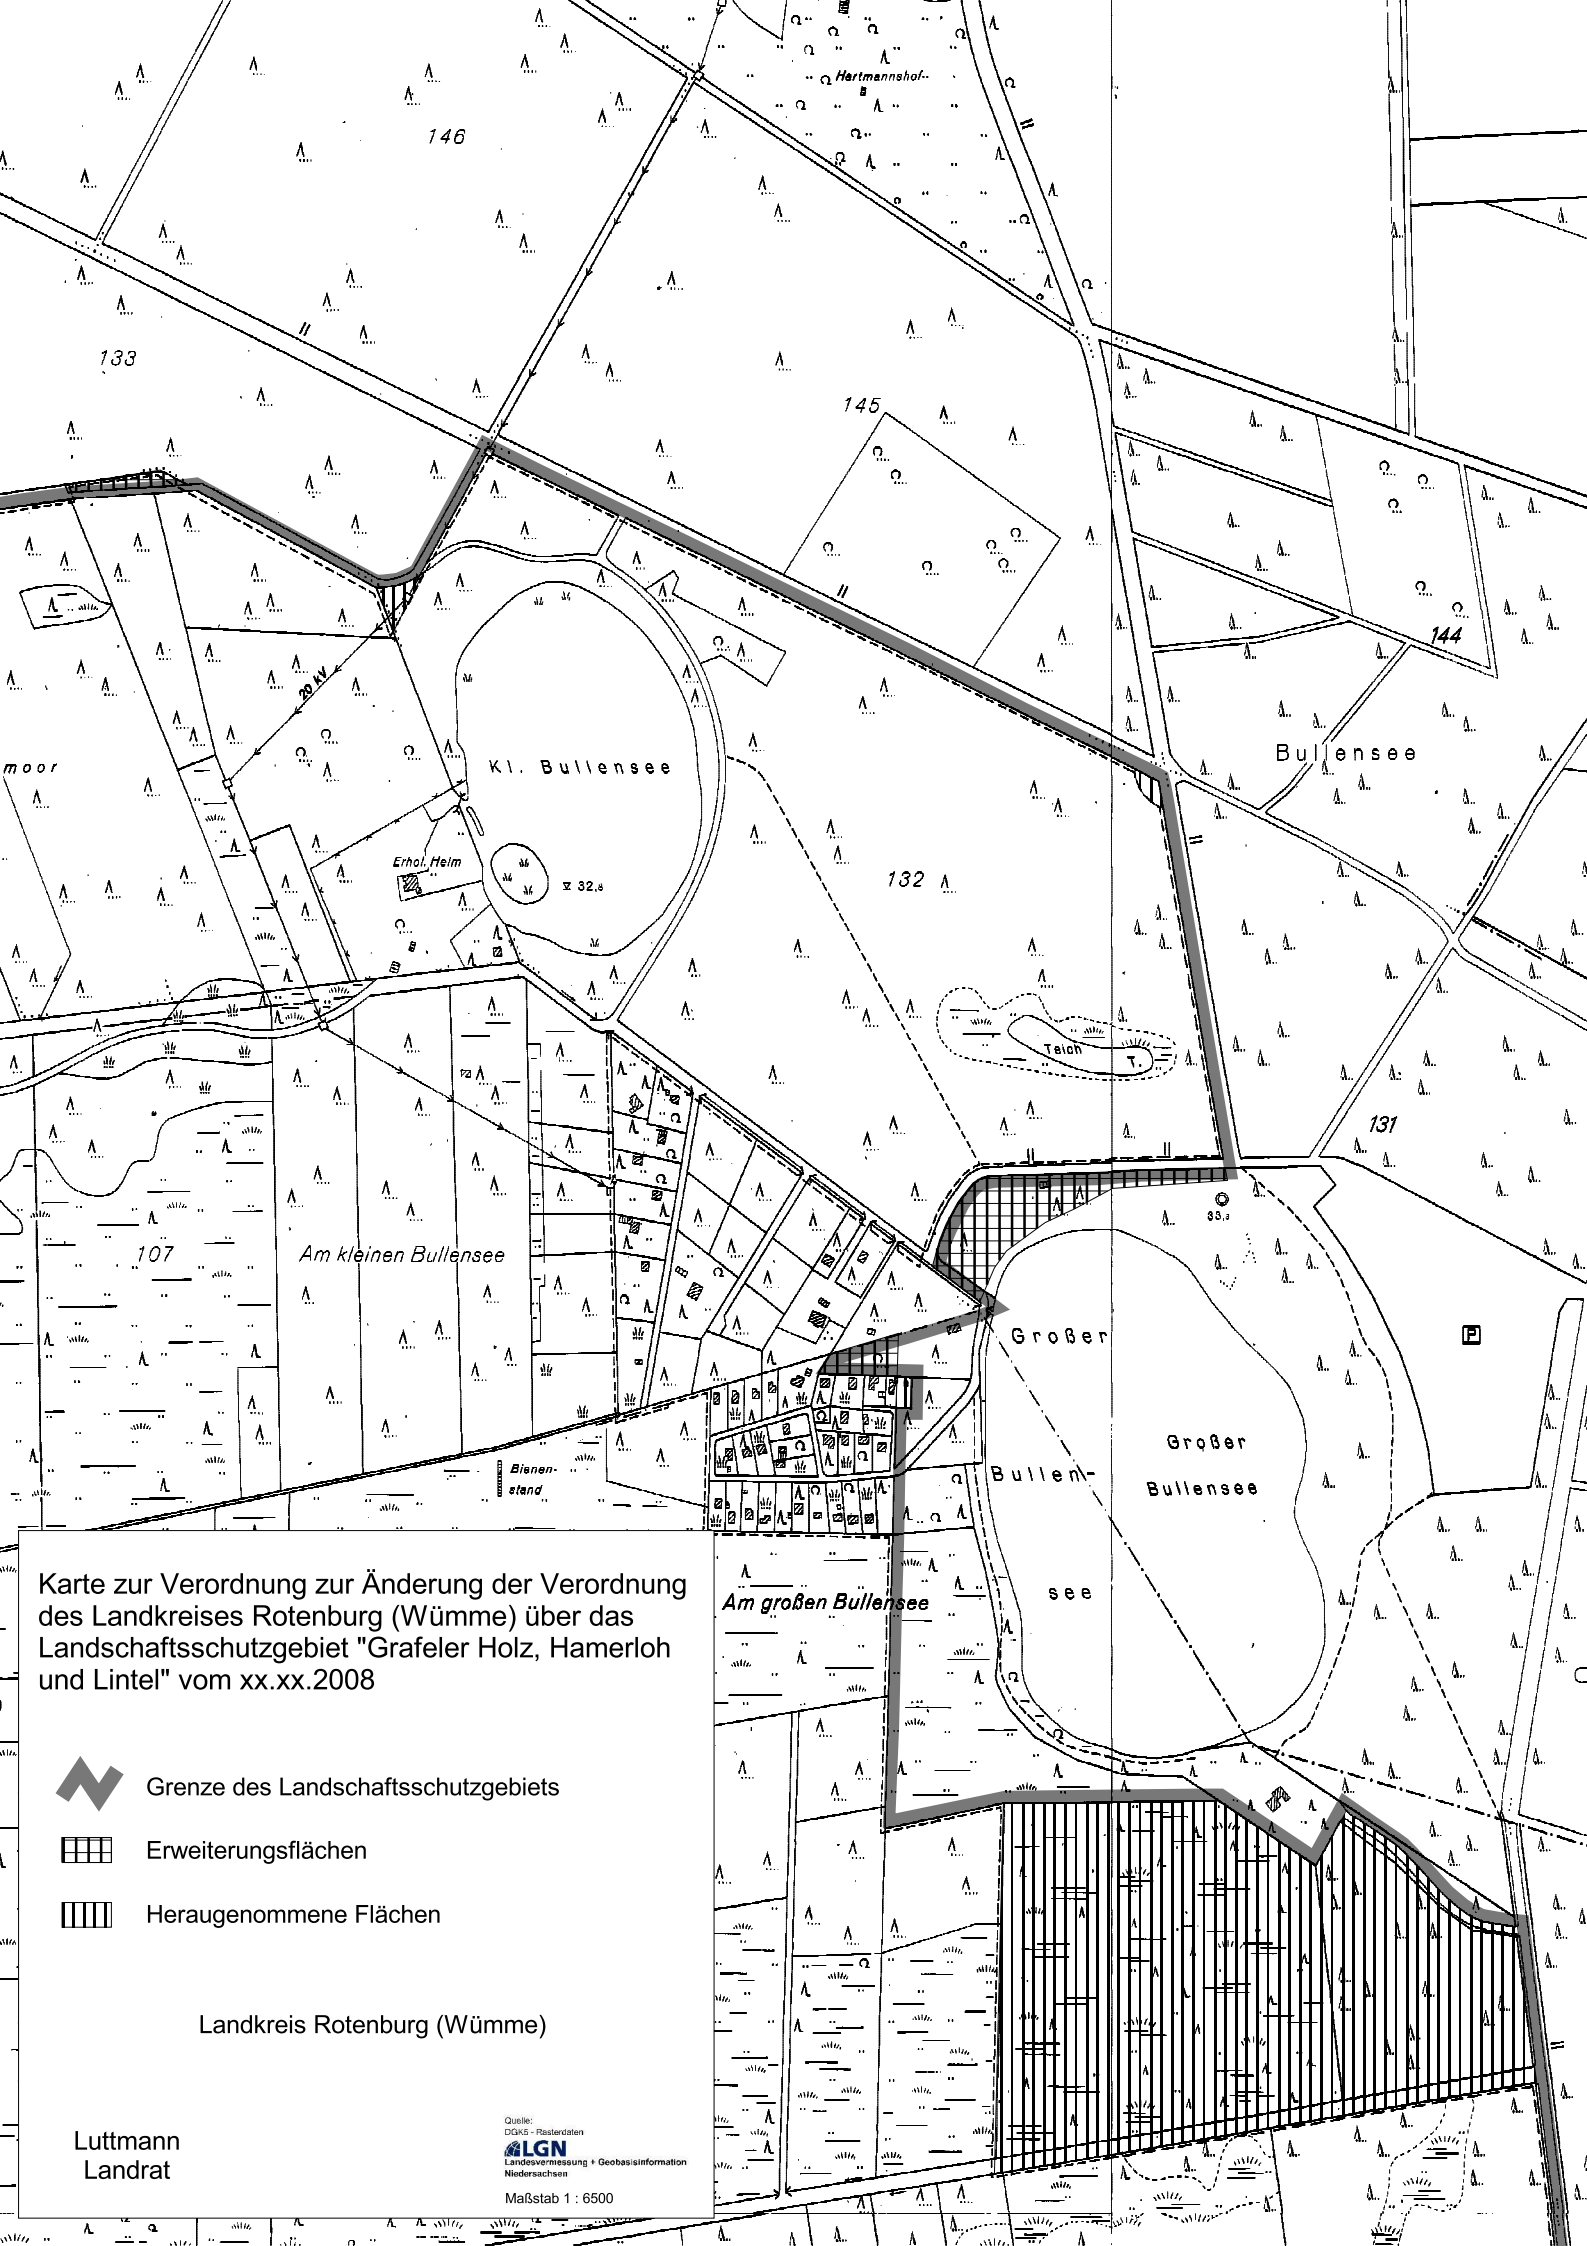 Hartmannshof
146
133
145
144
20 kV
moor
Kl. Bullensee
Bullensee
Erhol. Heim
32,8
132
Teich
T.
131
107
Am kleinen Bullensee
33,3
Großer
P
Großer
Bullensee
Bullen-
see
Bienen-
stand
Am großen Bullensee
Karte zur Verordnung zur Änderung der Verordnung
des Landkreises Rotenburg (Wümme) über das
Landschaftsschutzgebiet "Grafeler Holz, Hamerloh
und Lintel" vom xx.xx.2008
Grenze des Landschaftsschutzgebiets
Erweiterungsflächen
Heraugenommene Flächen
Landkreis Rotenburg (Wümme)
Luttmann
Landrat
Quelle:
DGK5 - Rasterdaten
LGN
Landesvermessung + Geobasisinformation
Niedersachsen
Maßstab 1 : 6500